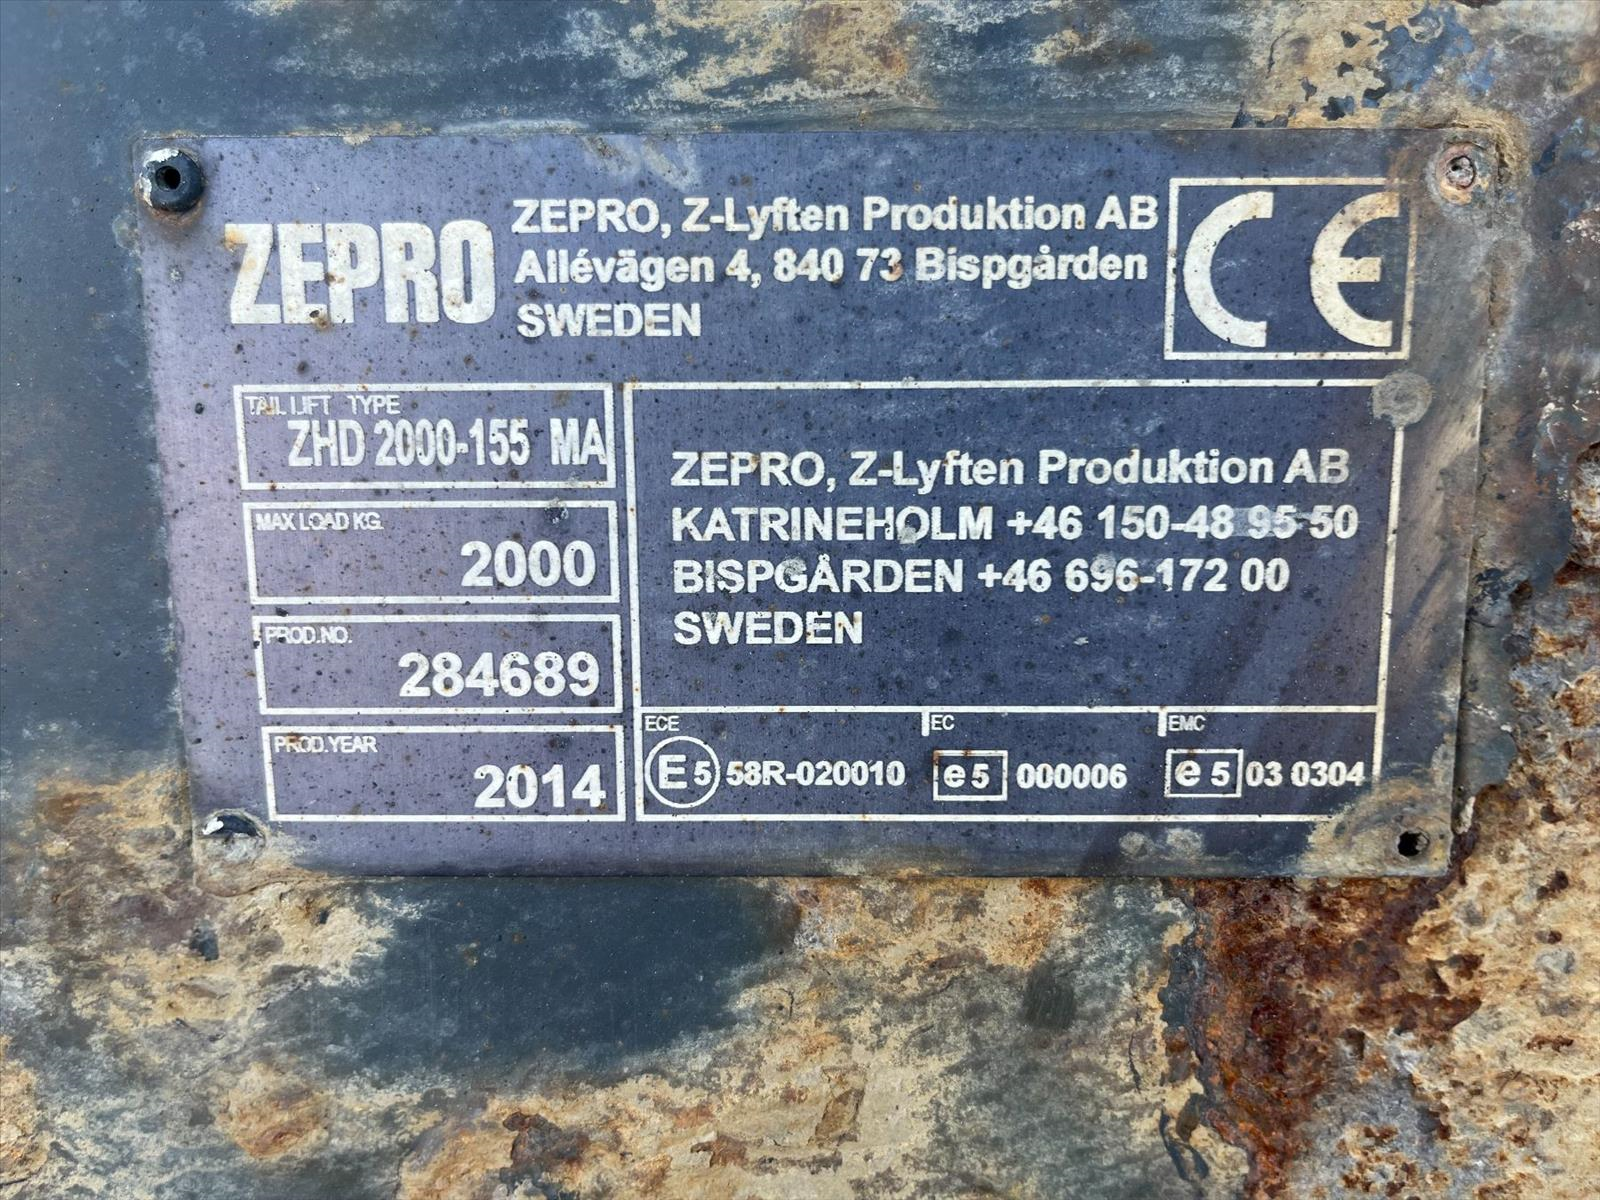 ZEPRO
ZEPRO, Z-Lyften Produktion AB
Allévägen 4, 840 73 Bispgården
SWEDEN
CE
TAIL LIFT TYPE
ZHD 2000-155 MA
MAX LOAD KG.
2000
PROD.NO.
284689
PROD.YEAR
2014
ZEPRO, Z-Lyften Produktion AB
KATRINEHOLM +46 150-48 95 50
BISPGÅRDEN +46 696-172 00
SWEDEN
ECE
E5 58R-020010
EC
e5 000006
EMC
e5 03 0304